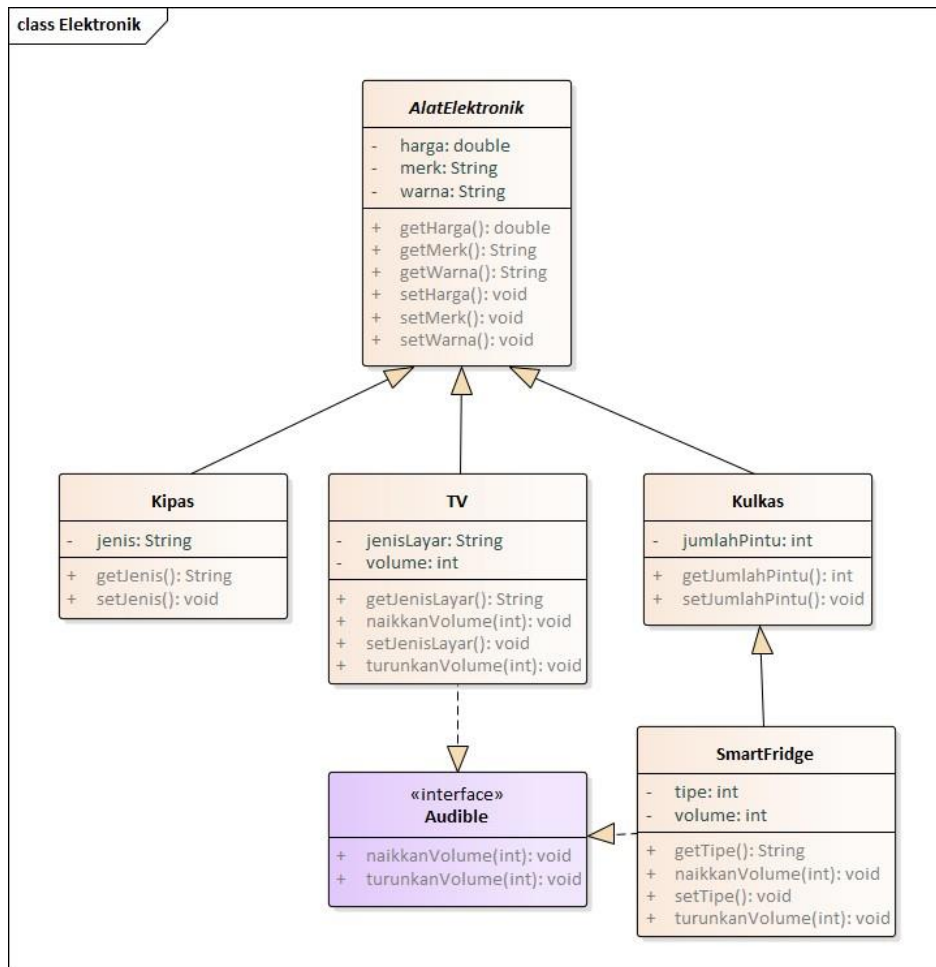 class Elektronik
AlatElektronik
- harga: double
- merk: String
- warna: String
+ getHarga(): double
+ getMerk(): String
+ getWarna(): String
+ setHarga(): void
+ setMerk(): void
+ setWarna(): void
Kipas
- jenis: String
+ getJenis(): String
+ setJenis(): void
TV
- jenisLayar: String
- volume: int
+ getJenisLayar(): String
+ naikkanVolume(int): void
+ setJenisLayar(): void
+ turunkanVolume(int): void
Kulkas
- jumlahPintu: int
+ getJumlahPintu(): int
+ setJumlahPintu(): void
«interface»
Audible
+ naikkanVolume(int): void
+ turunkanVolume(int): void
SmartFridge
- tipe: int
- volume: int
+ getTipe(): String
+ naikkanVolume(int): void
+ setTipe(): void
+ turunkanVolume(int): void